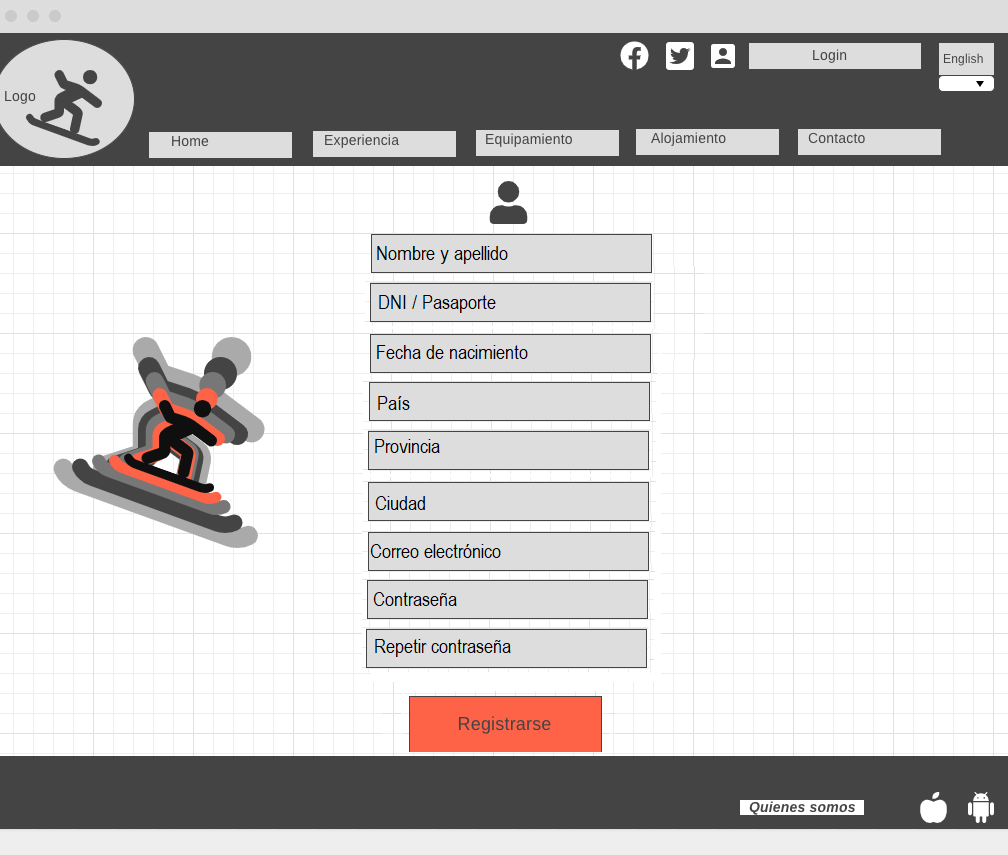 Login
English
Logo
Home
Experiencia
Equipamiento
Alojamiento
Contacto
Nombre y apellido
DNI / Pasaporte
Fecha de nacimiento
País
Provincia
Ciudad
Correo electrónico
Contraseña
Repetir contraseña
Registrarse
Quienes somos